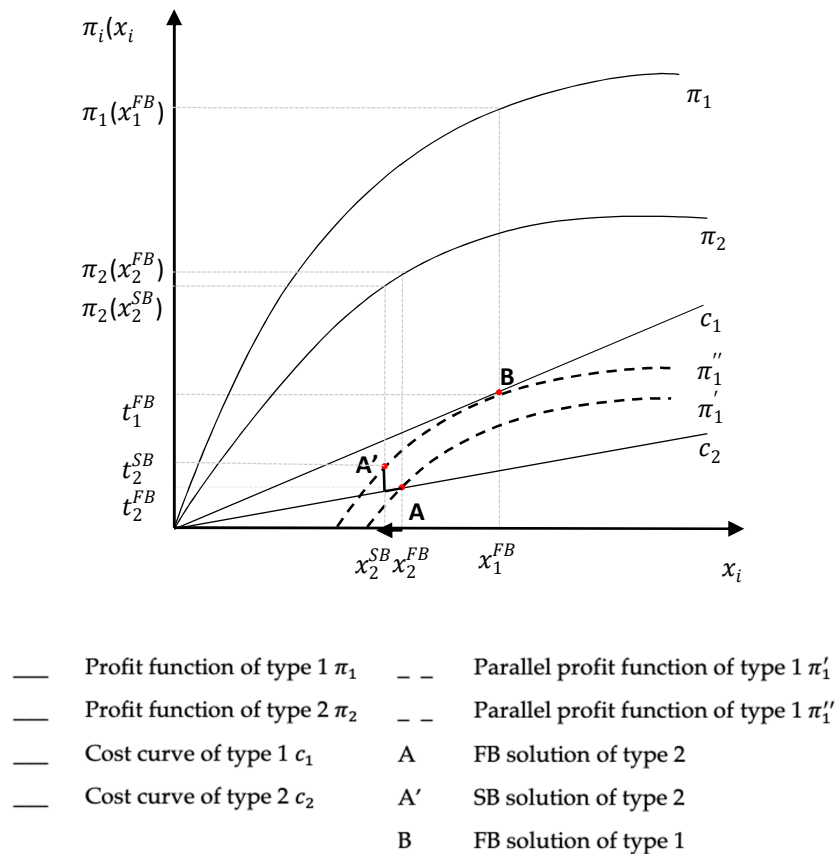 π_i(x_i
π_1(x_1^{FB})
π_1
π_2(x_2^{FB})
π_2
π_2(x_2^{SB})
c_1
B
π_1''
t_1^{FB}
π_1'
c_2
A'
t_2^{SB}
t_2^{FB}
A
x_2^{SB} x_2^{FB} x_1^{FB} x_i
Profit function of type 1 π_1 Parallel profit function of type 1 π_1'
Profit function of type 2 π_2 Parallel profit function of type 1 π_1''
Cost curve of type 1 c_1 A FB solution of type 2
Cost curve of type 2 c_2 A′ SB solution of type 2
B FB solution of type 1